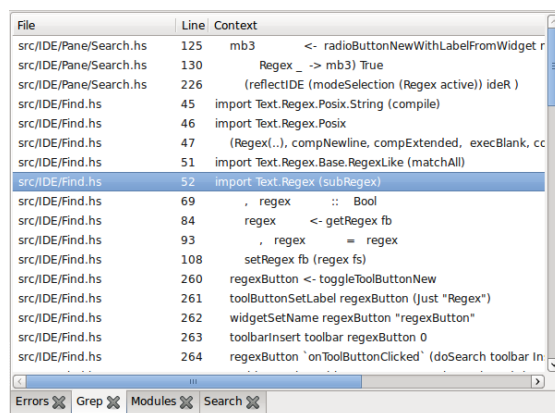 File Line Context
src/IDE/Pane/Search.hs 125 mb3 <- radioButtonNewWithLabelFromWidget
src/IDE/Pane/Search.hs 130 Regex _ -> mb3) True
src/IDE/Pane/Search.hs 226 (reflectIDE (modeSelection (Regex active)) ideR )
src/IDE/Find.hs 45 import Text.Regex.Posix.String (compile)
src/IDE/Find.hs 46 import Text.Regex.Posix
src/IDE/Find.hs 47 (Regex(..), compNewline, compExtended, execBlank,
src/IDE/Find.hs 51 import Text.Regex.Base.RegexLike (matchAll)
src/IDE/Find.hs 52 import Text.Regex (subRegex)
src/IDE/Find.hs 69 , regex :: Bool
src/IDE/Find.hs 84 regex <- getRegex fb
src/IDE/Find.hs 93 , regex = regex
src/IDE/Find.hs 108 setRegex fb (regex fs)
src/IDE/Find.hs 260 regexButton <- toggleToolButtonNew
src/IDE/Find.hs 261 toolButtonSetLabel regexButton (Just "Regex")
src/IDE/Find.hs 262 widgetSetName regexButton "regexButton"
src/IDE/Find.hs 263 toolbarInsert toolbar regexButton 0
src/IDE/Find.hs 264 regexButton `onToolButtonClicked` (doSearch toolbar
Errors Grep Modules Search